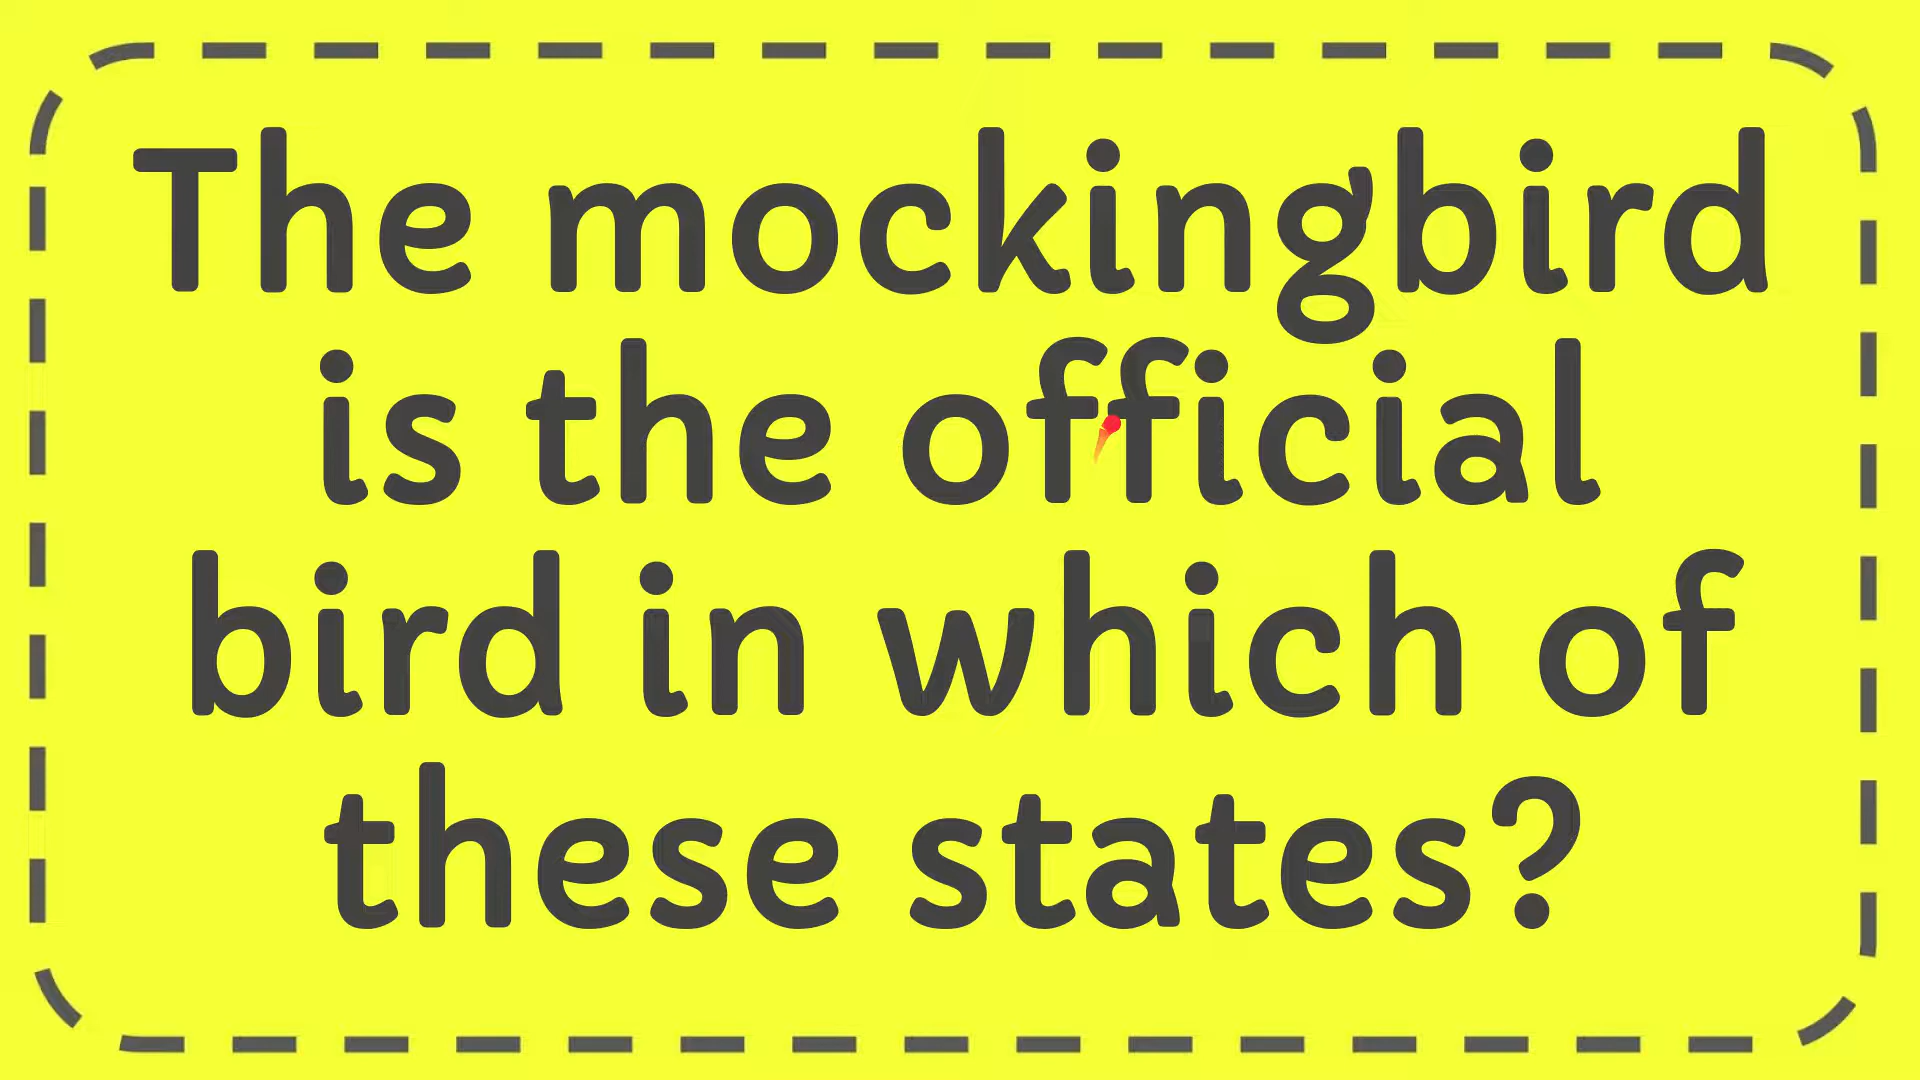 The mockingbird
is the official
bird in which of
these states?